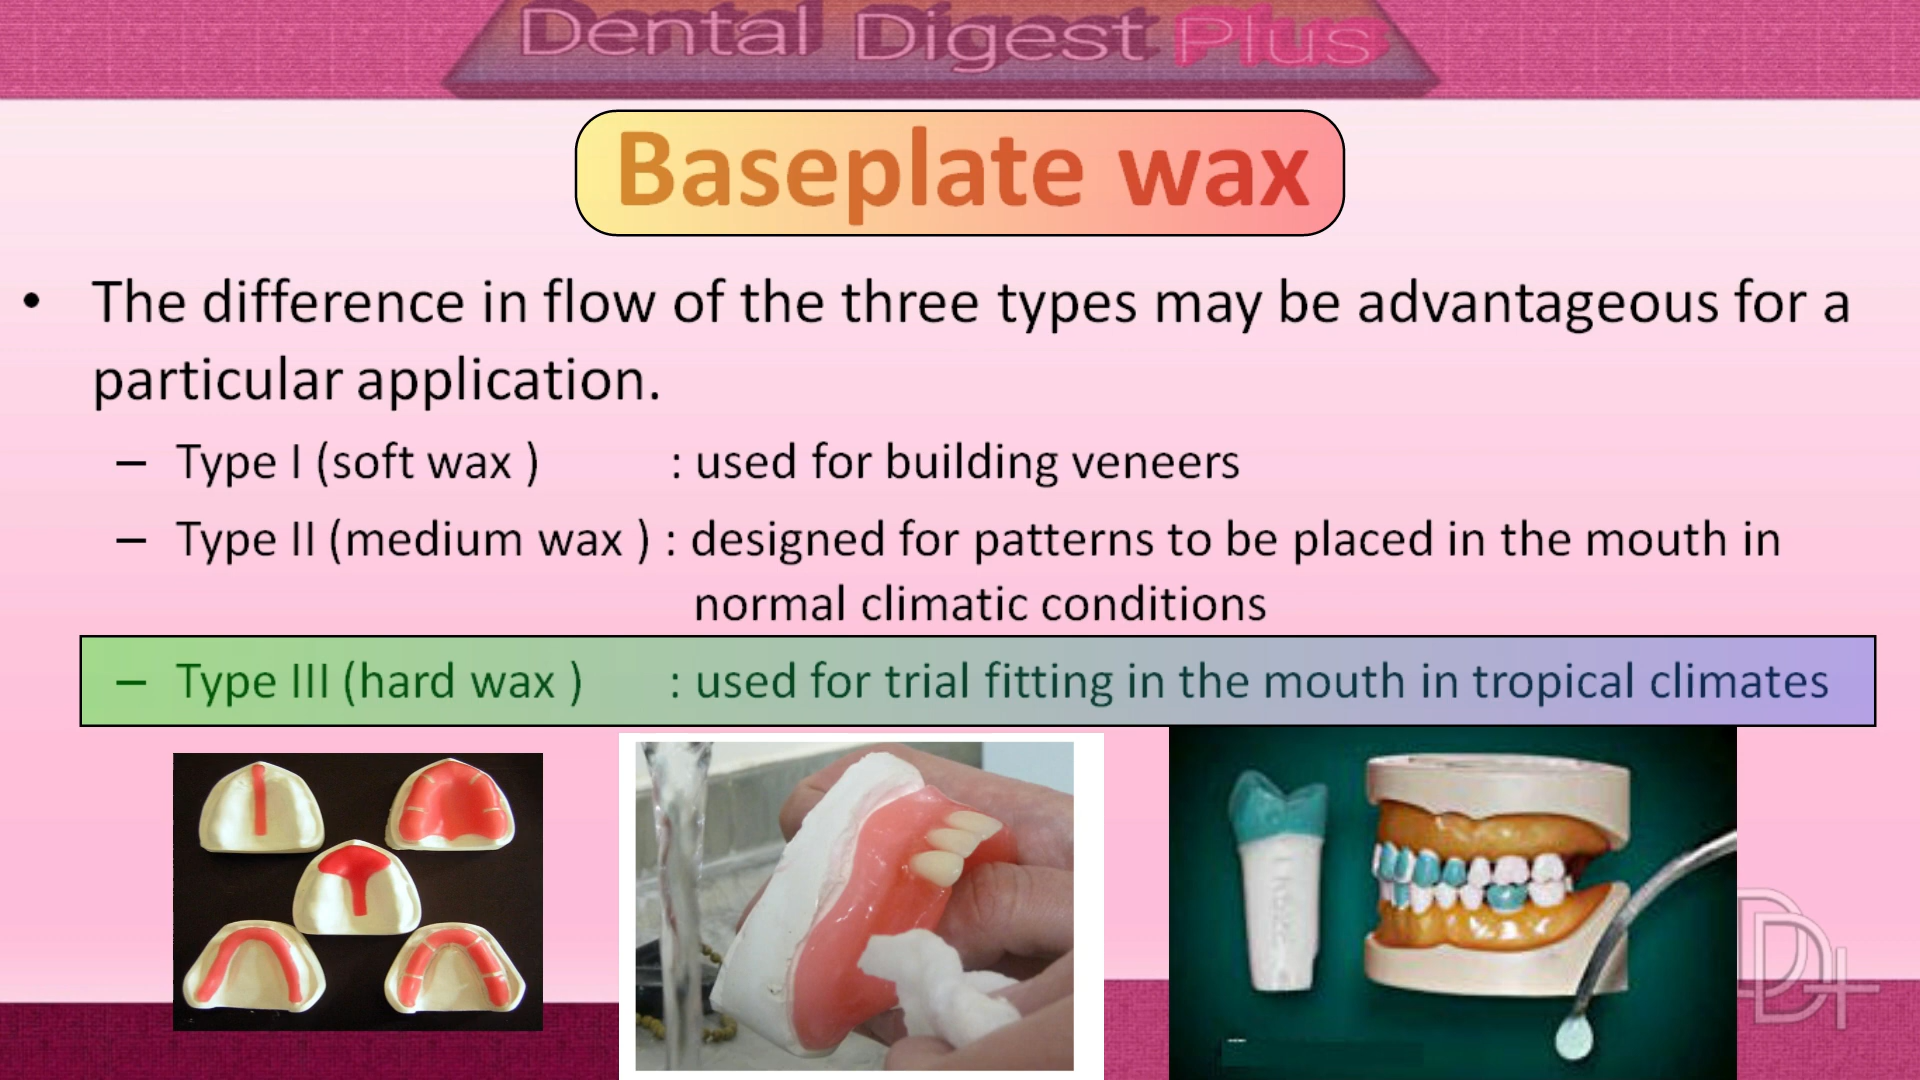 Dental Digest Plus
Baseplate wax
• The difference in flow of the three types may be advantageous for a
particular application.
– Type I (soft wax ) : used for building veneers
– Type II (medium wax ) : designed for patterns to be placed in the mouth in
normal climatic conditions
– Type III (hard wax ) : used for trial fitting in the mouth in tropical climates
DD+